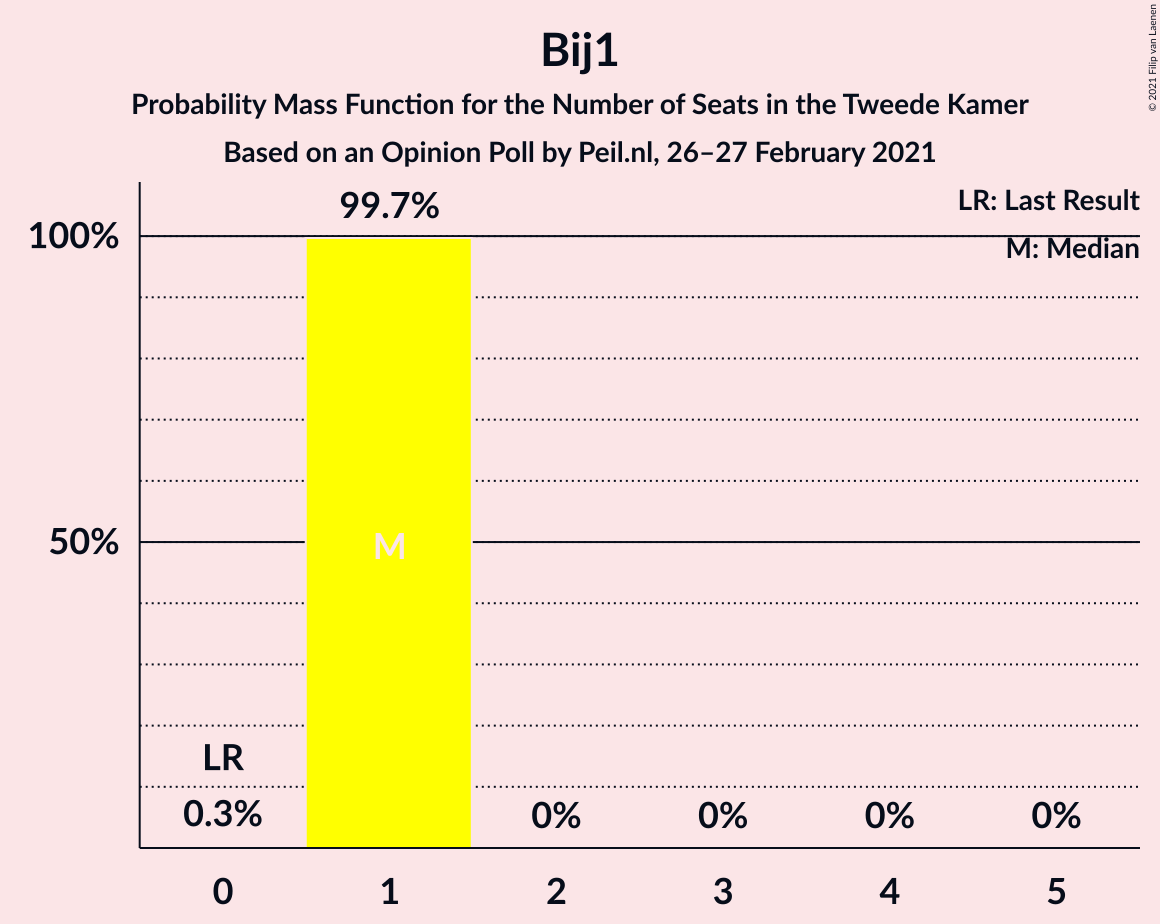 Bij1
Probability Mass Function for the Number of Seats in the Tweede Kamer
Based on an Opinion Poll by Peil.nl, 26–27 February 2021
© 2021 Filip van Laenen
LR: Last Result
M: Median
99.7%
100%
50%
M
LR
0.3%
0%
0%
0%
0%
0 1 2 3 4 5